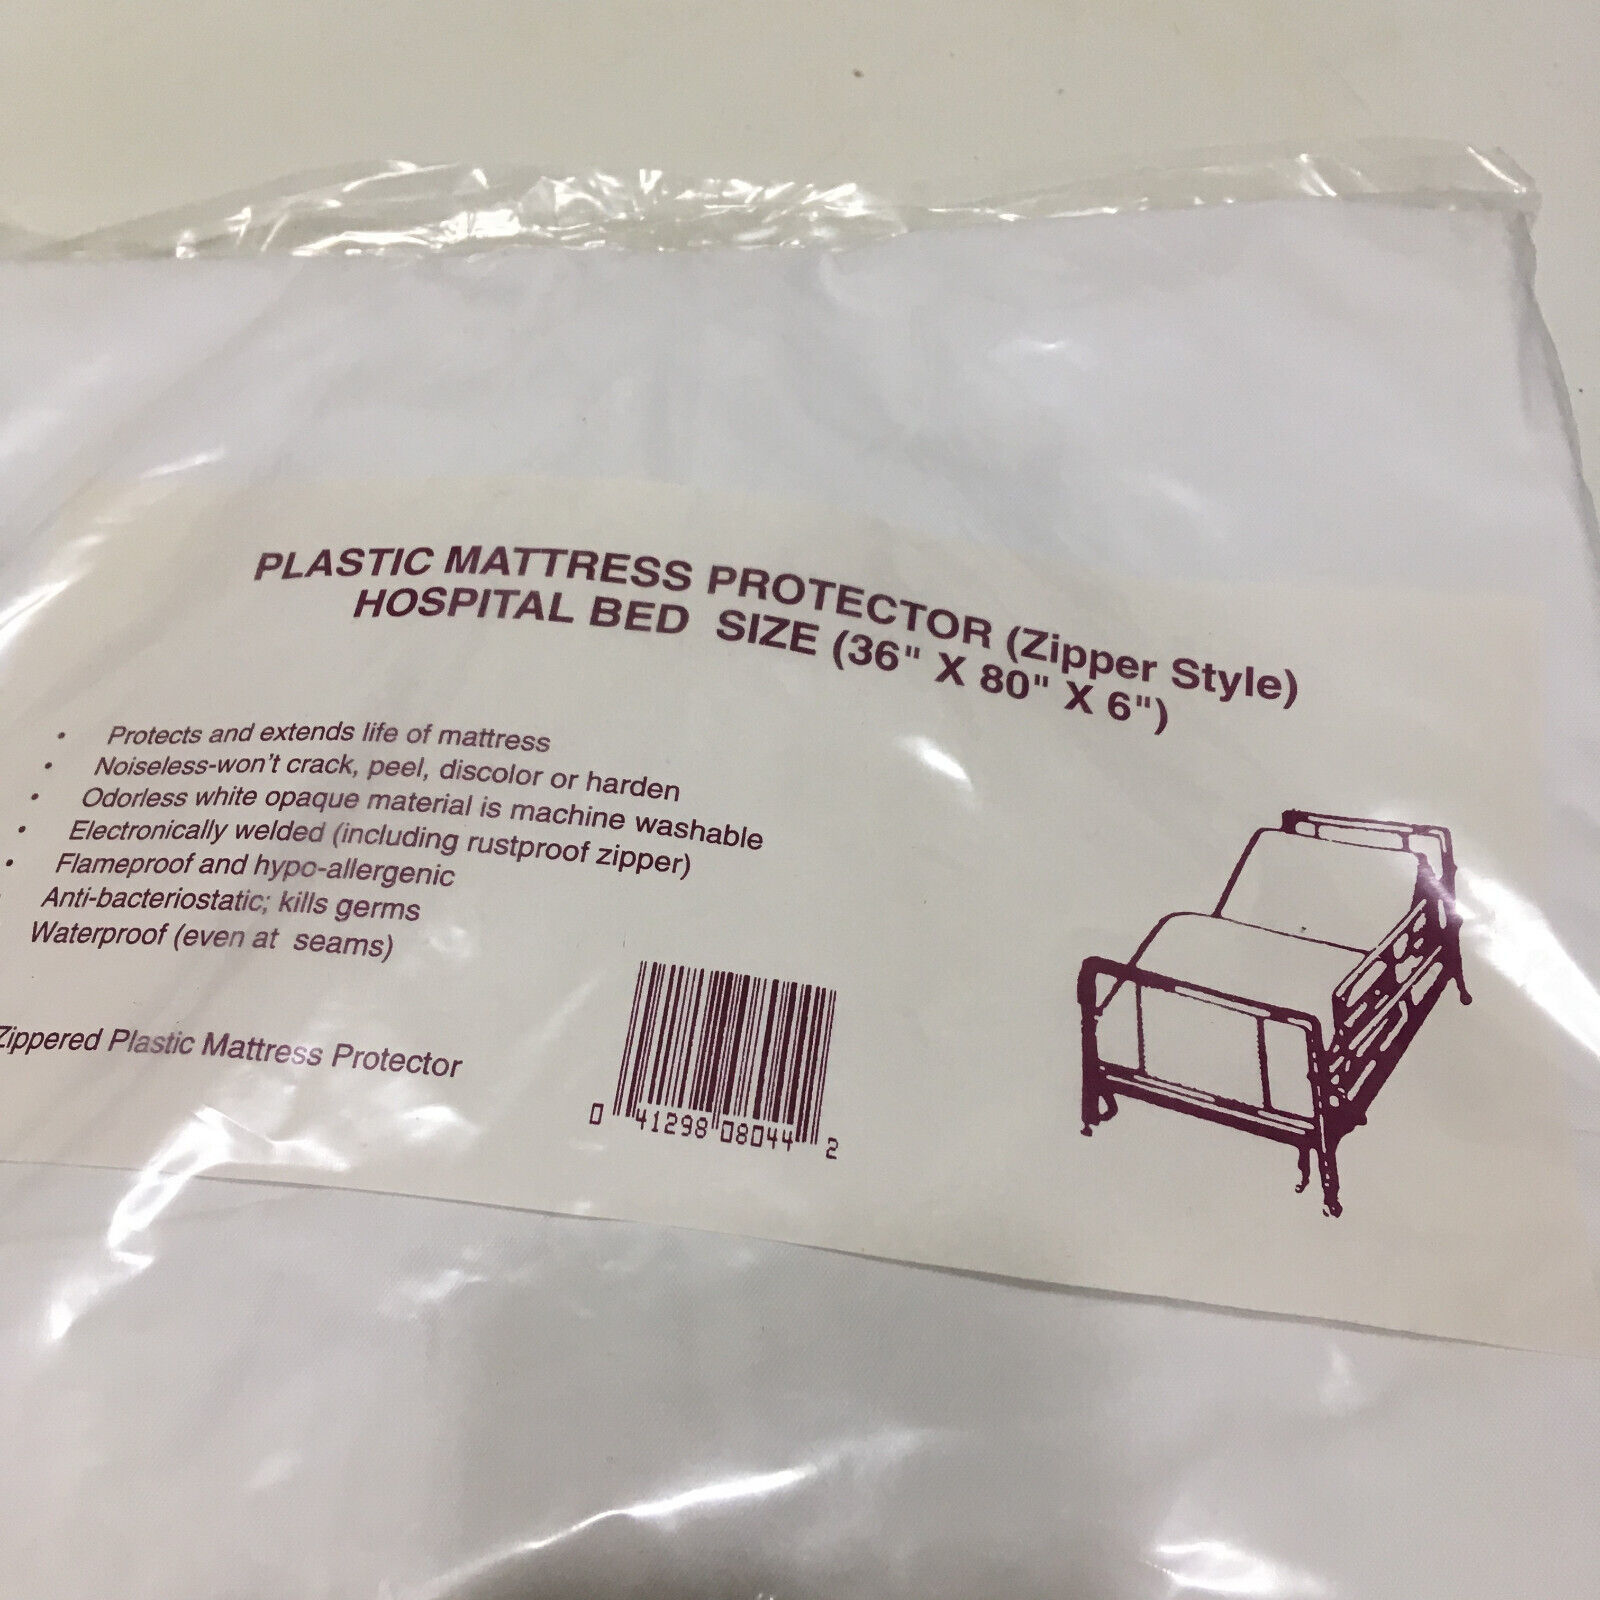 PLASTIC MATTRESS PROTECTOR (Zipper Style)
HOSPITAL BED SIZE (36" X 80" X 6")
• Protects and extends life of mattress
• Noiseless-won't crack, peel, discolor or harden
• Odorless white opaque material is machine washable
• Electronically welded (including rustproof zipper)
• Flameproof and hypo-allergenic
• Anti-bacteriostatic; kills germs
Waterproof (even at seams)
Zippered Plastic Mattress Protector
0 41298 08044 2